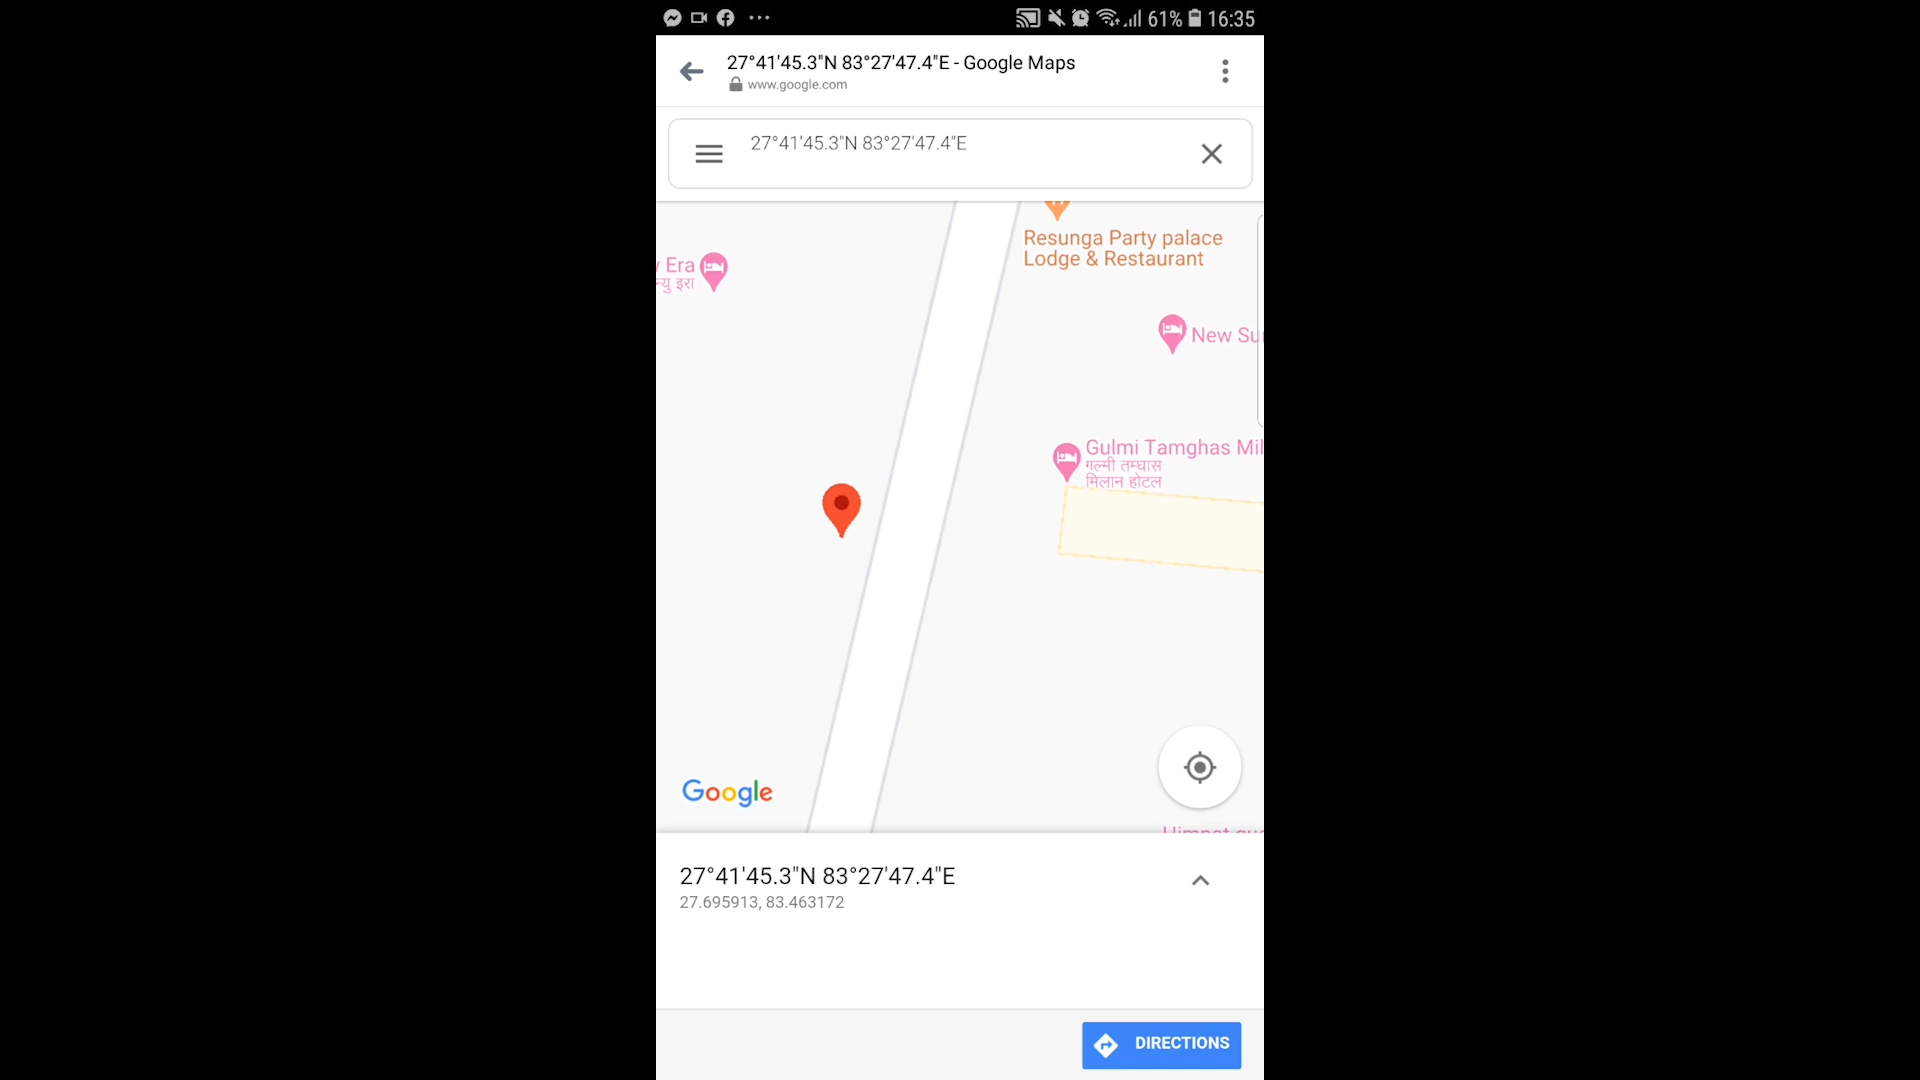 61% 16:35
27°41'45.3"N 83°27'47.4"E - Google Maps
www.google.com
27°41'45.3"N 83°27'47.4"E
Resunga Party palace
Lodge & Restaurant
Era
न्यु इरा
New
Gulmi Tamghas
गल्मी तम्घास
मिलान होटल
Google
27°41'45.3"N 83°27'47.4"E
27.695913, 83.463172
DIRECTIONS